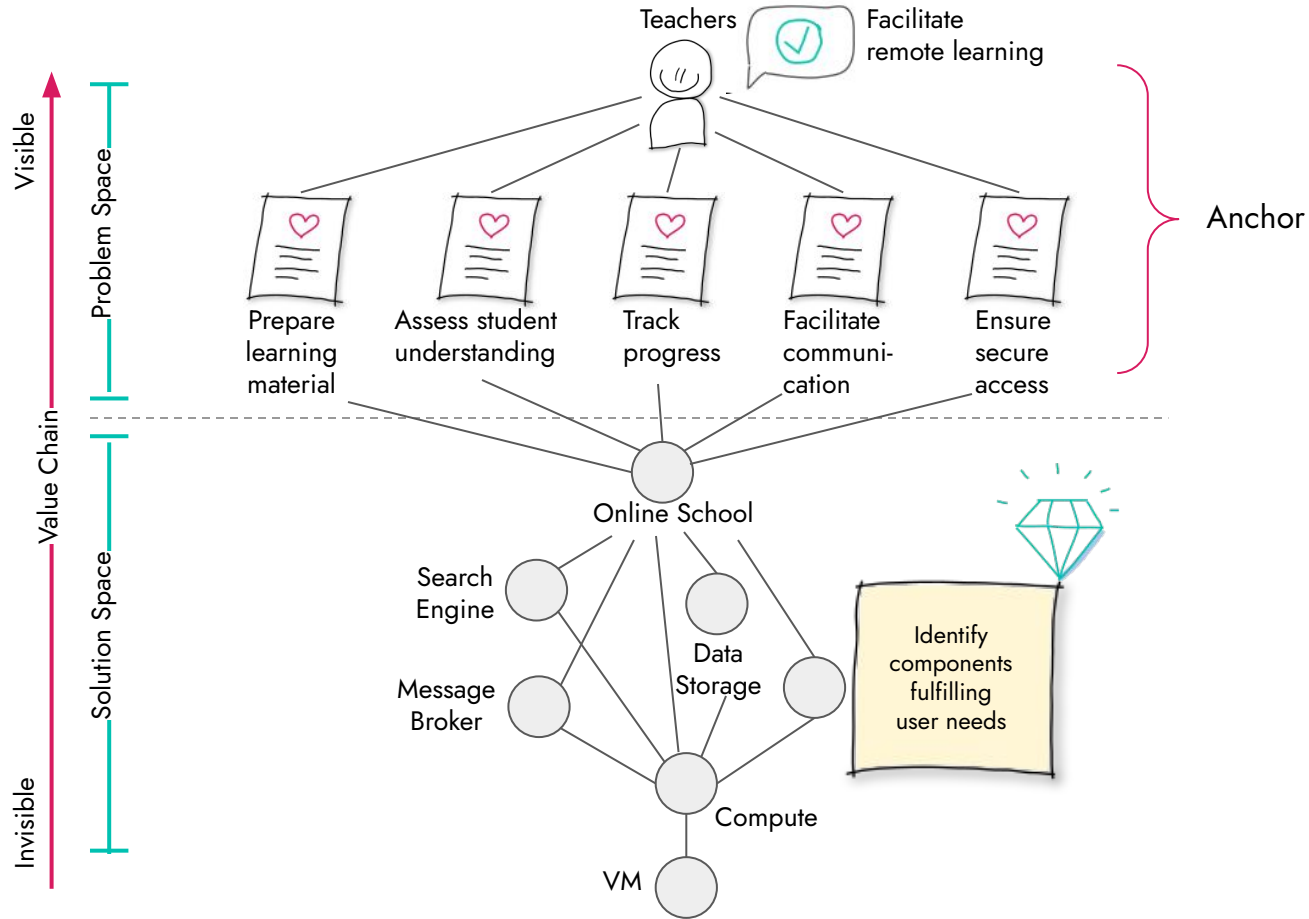 Teachers
Facilitate
remote learning
Visible
Problem Space
Anchor
Prepare
learning
material
Assess student
understanding
Track
progress
Facilitate
communi-
cation
Ensure
secure
access
Value Chain
Online School
Solution Space
Search
Engine
Data
Storage
Message
Broker
Identify
components
fulfilling
user needs
Invisible
Compute
VM